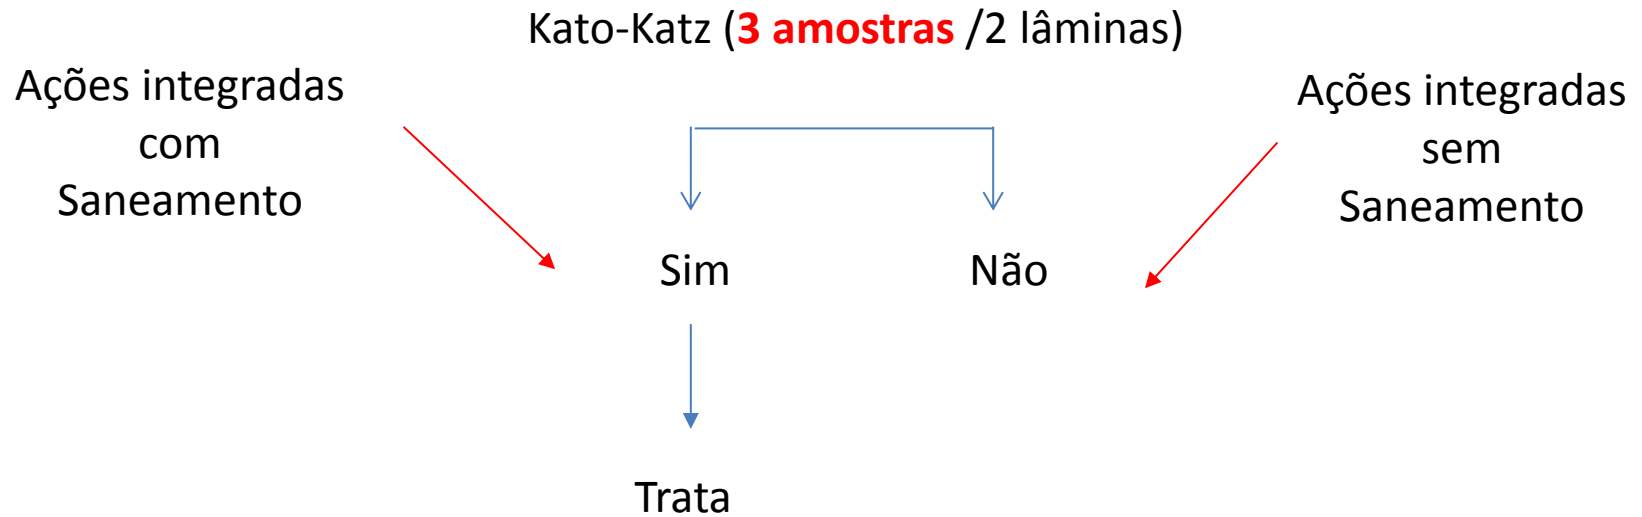 Kato-Katz (3 amostras /2 lâminas)
Ações integradas
com
Saneamento
Ações integradas
sem
Saneamento
Sim
Não
Trata